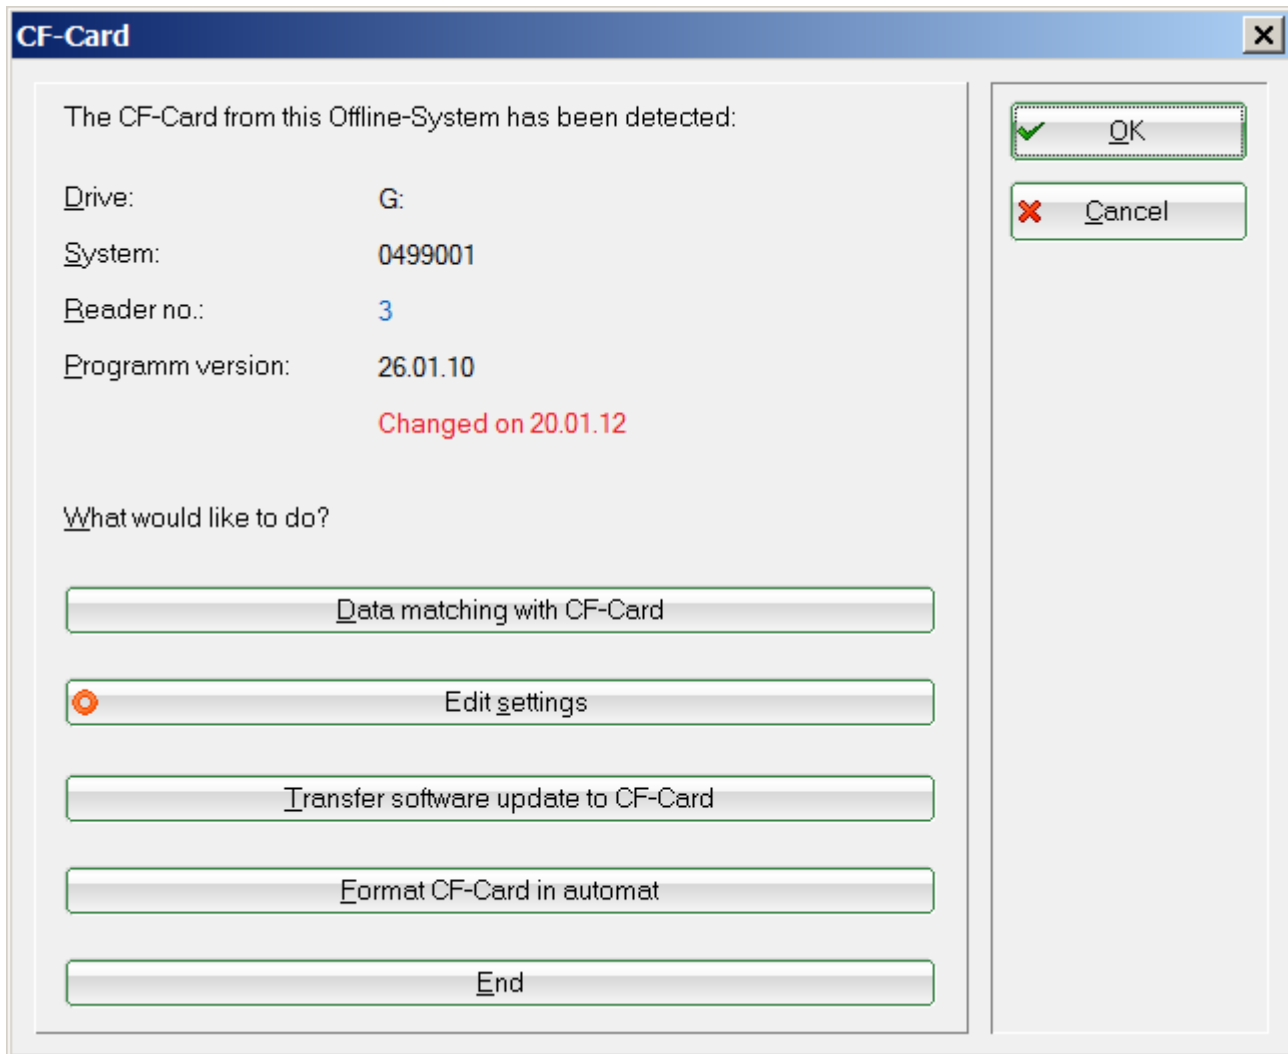 CF-Card
The CF-Card from this Offline-System has been detected:
Drive: G:
System: 0499001
Reader no.: 3
Programm version: 26.01.10
Changed on 20.01.12
What would like to do?
Data matching with CF-Card
Edit settings
Transfer software update to CF-Card
Format CF-Card in automat
End
OK
Cancel